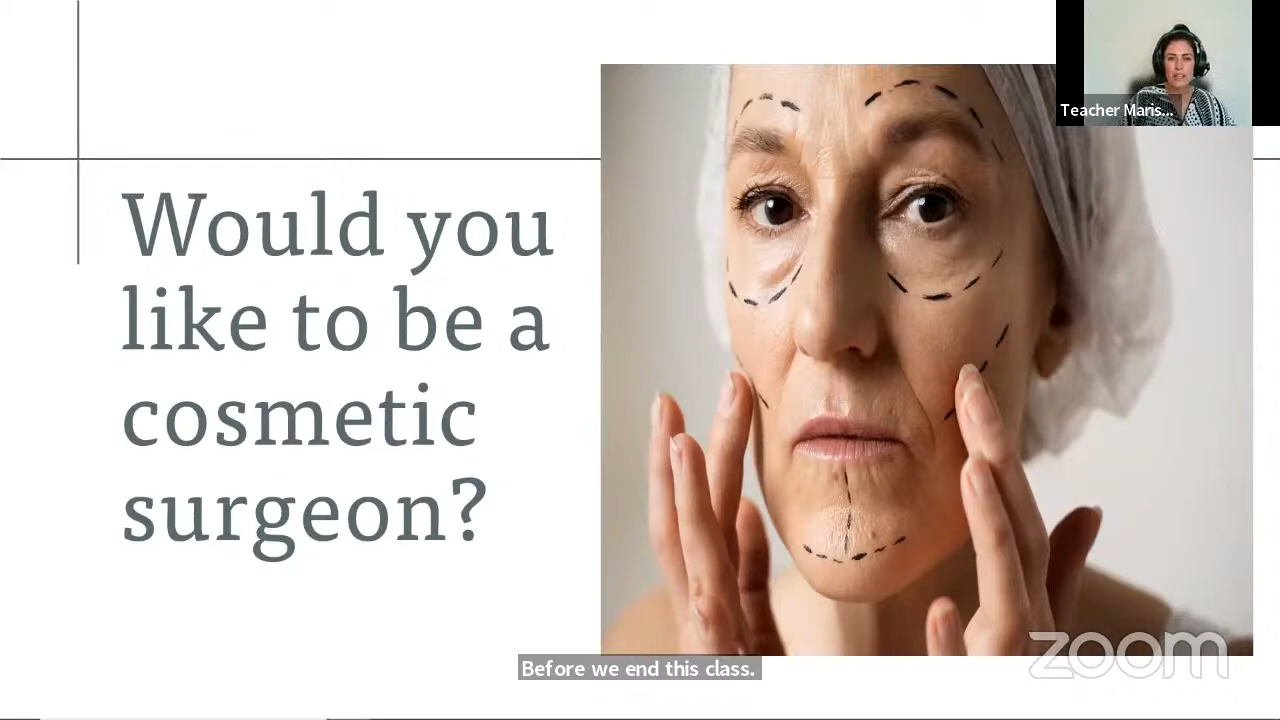 Teacher Maris...
Would you
like to be a
cosmetic
surgeon?
Before we end this class.
zoom